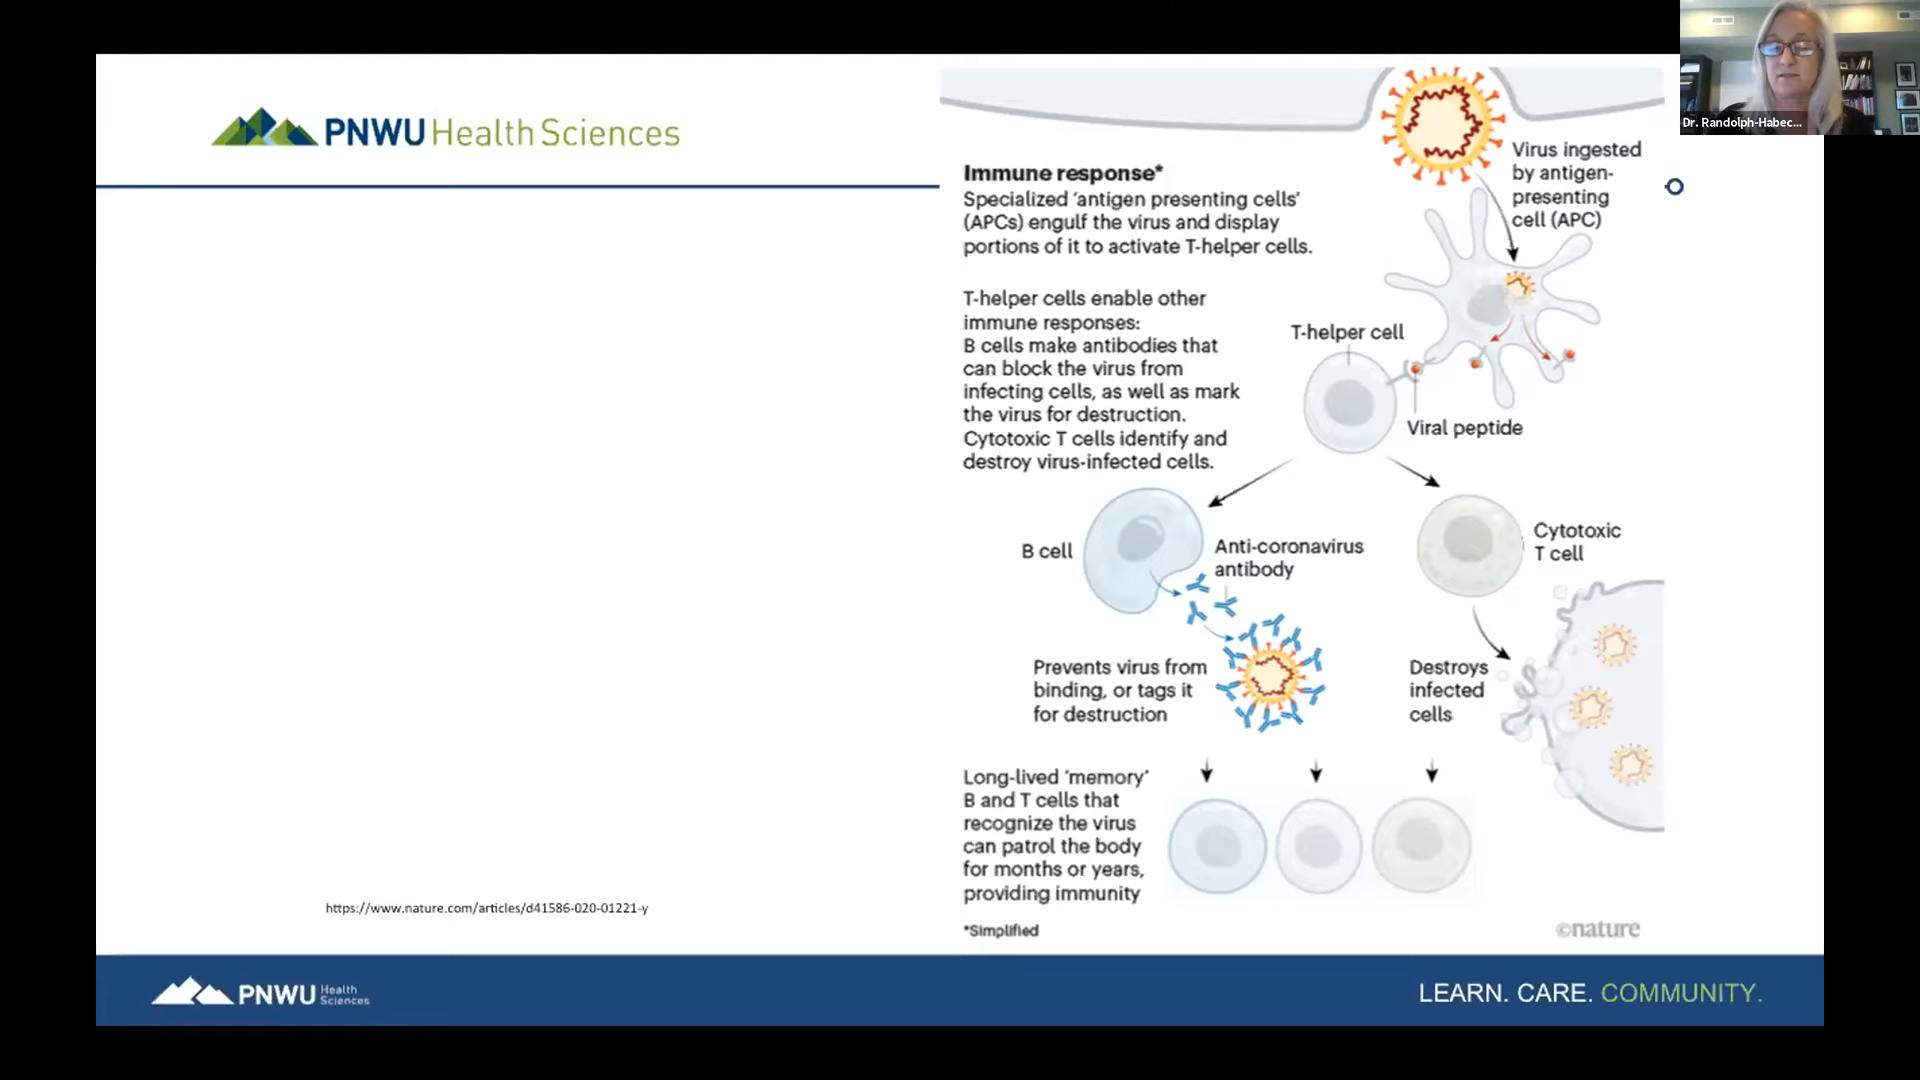 Dr. Randolph-Habec...
PNWU Health Sciences
Virus ingested
by antigen-
presenting
cell (APC)
Immune response*
Specialized ‘antigen presenting cells’
(APCs) engulf the virus and display
portions of it to activate T-helper cells.
T-helper cells enable other
immune responses:
B cells make antibodies that
can block the virus from
infecting cells, as well as mark
the virus for destruction.
Cytotoxic T cells identify and
destroy virus-infected cells.
T-helper cell
Viral peptide
B cell
Anti-coronavirus
antibody
Cytotoxic
T cell
Prevents virus from
binding, or tags it
for destruction
Destroys
infected
cells
Long-lived ‘memory’
B and T cells that
recognize the virus
can patrol the body
for months or years,
providing immunity
https://www.nature.com/articles/d41586-020-01221-y
*Simplified
©nature
PNWU Health
Sciences
LEARN. CARE. COMMUNITY.